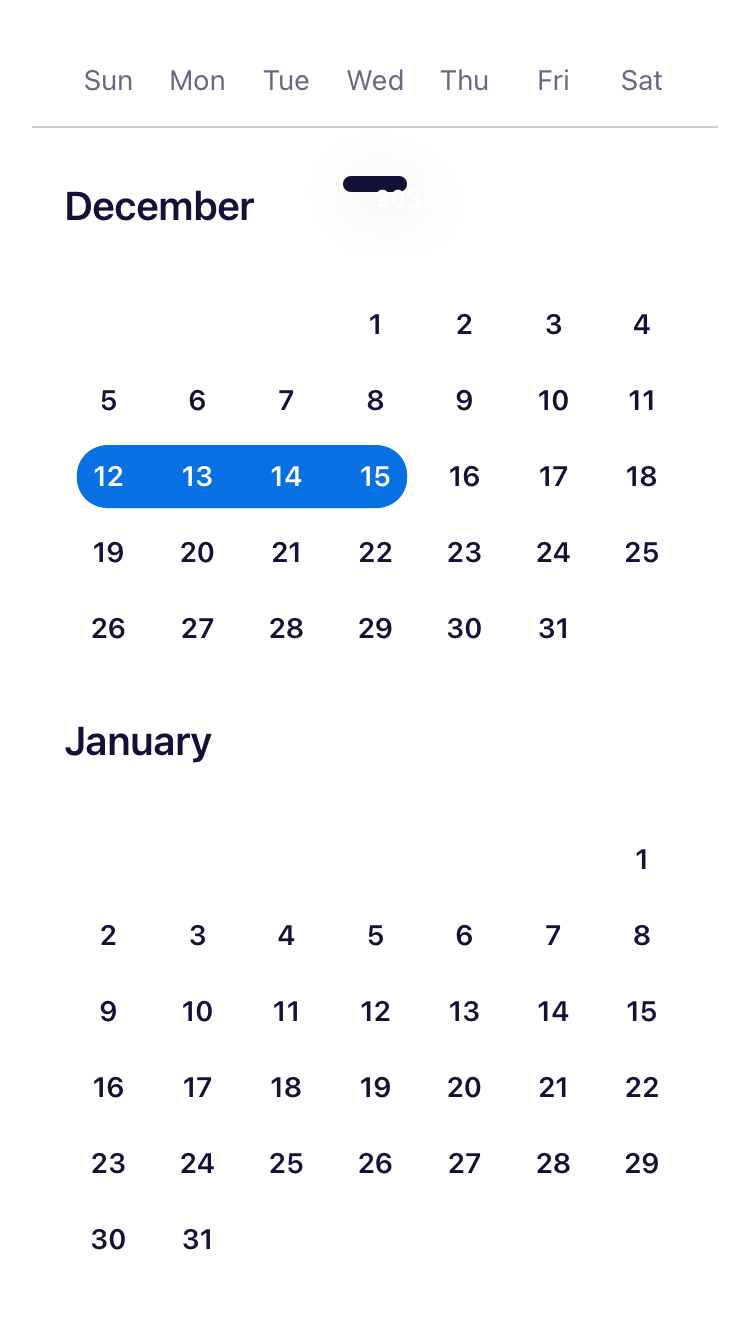 Sun Mon Tue Wed Thu Fri Sat
2038
December
1 2 3 4
5 6 7 8 9 10 11
12 13 14 15 16 17 18
19 20 21 22 23 24 25
26 27 28 29 30 31
January
1
2 3 4 5 6 7 8
9 10 11 12 13 14 15
16 17 18 19 20 21 22
23 24 25 26 27 28 29
30 31